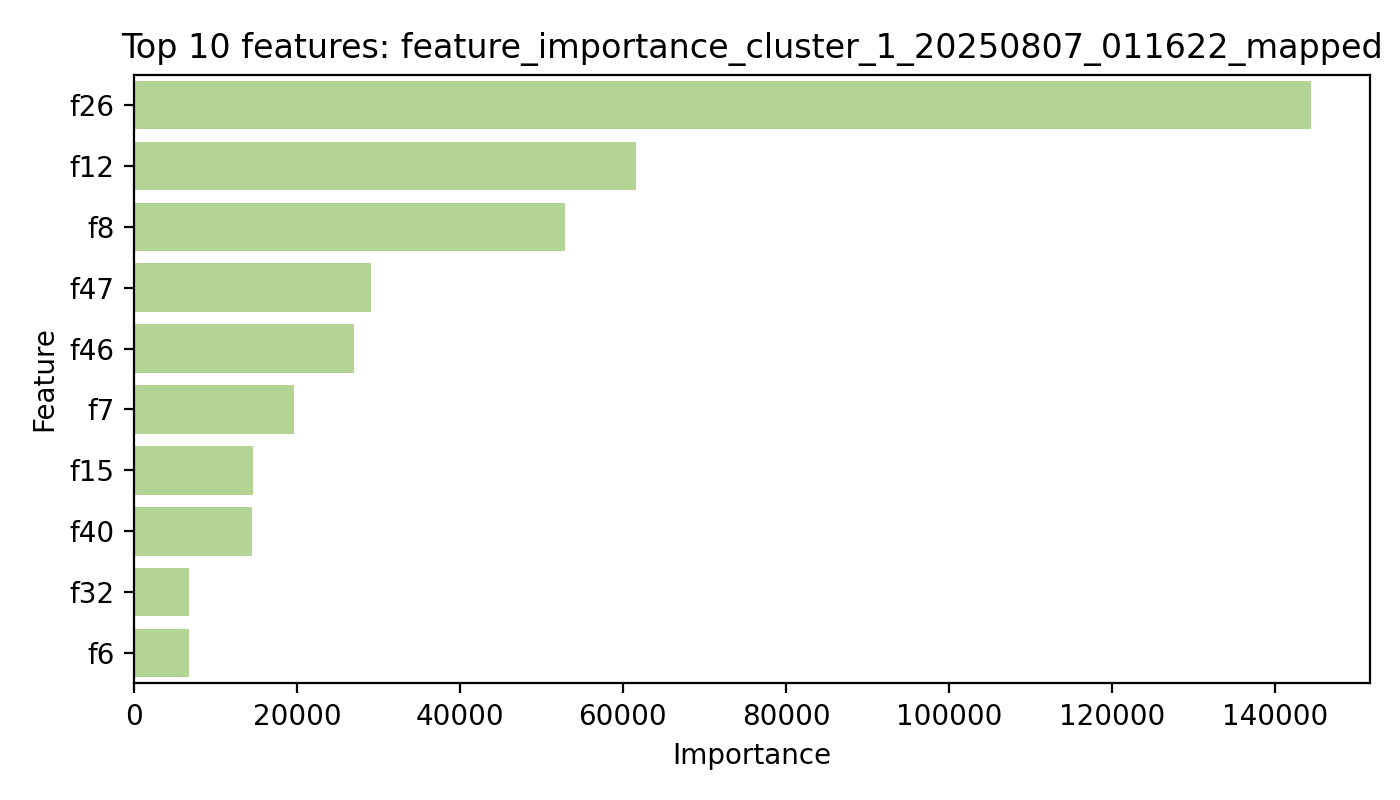 Top 10 features: feature_importance_cluster_1_20250807_011622_mapped
f26
f12
f8
f47
f46
f7
f15
f40
f32
f6
Feature
0 20000 40000 60000 80000 100000 120000 140000
Importance